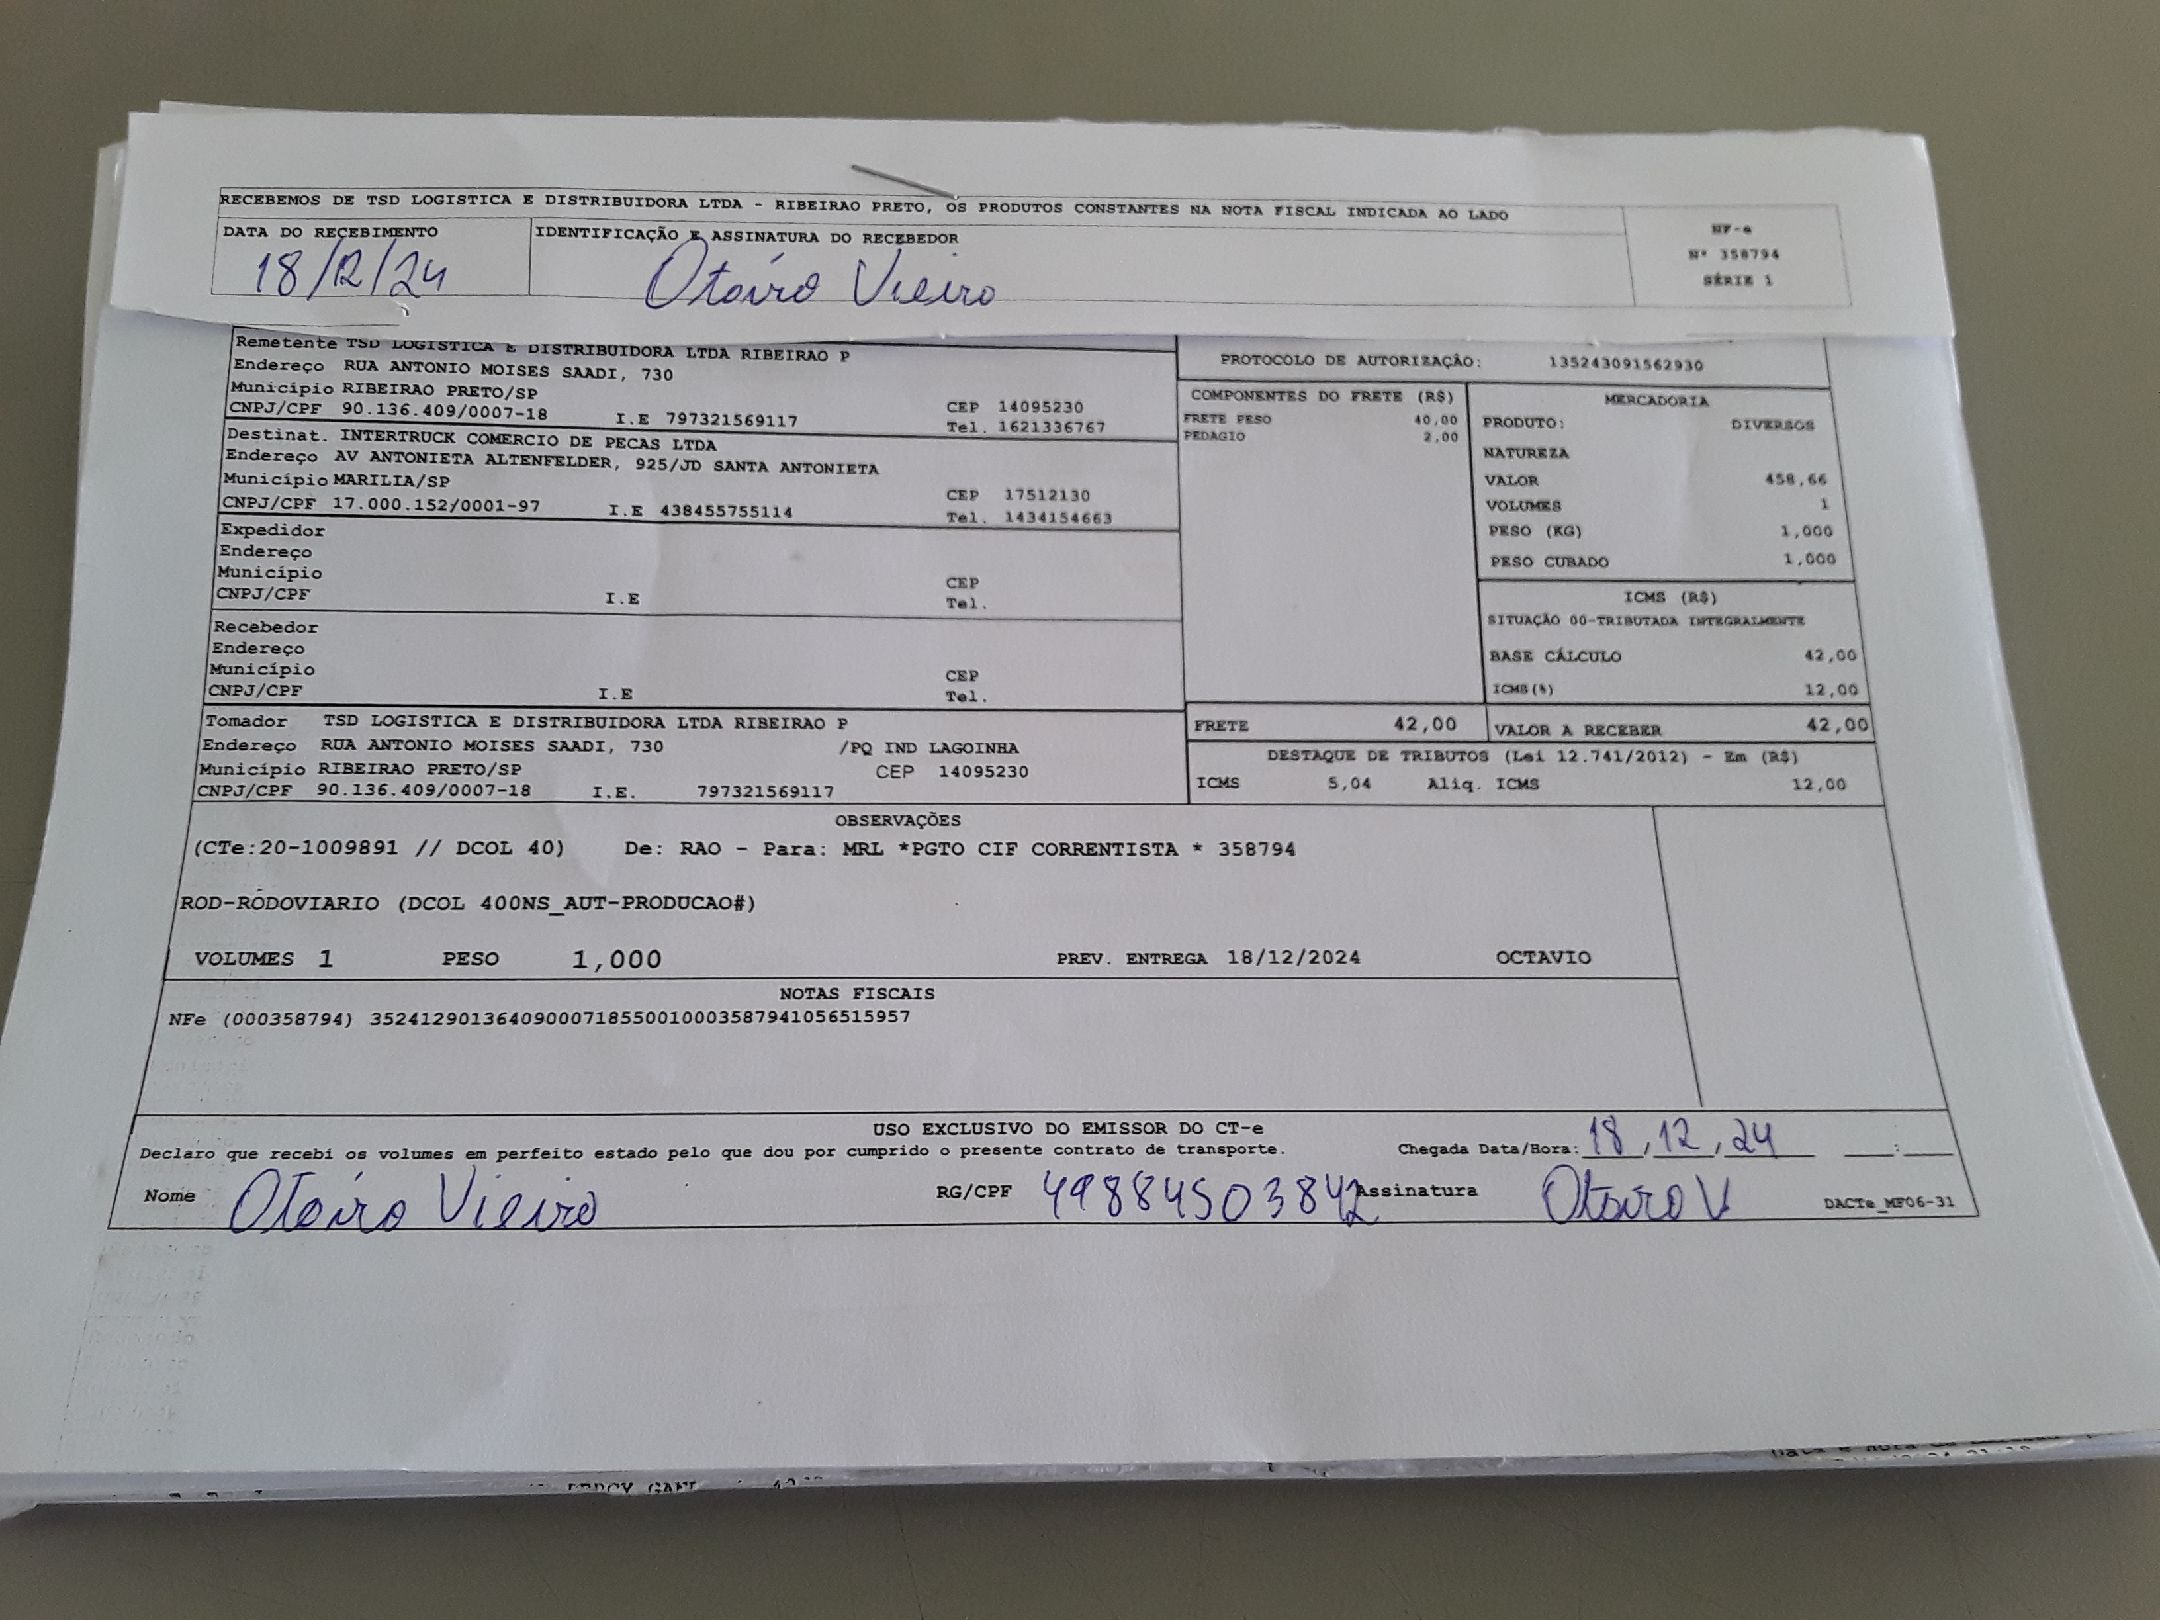 RECEBEMOS DE TSD LOGISTICA E DISTRIBUIDORA LTDA - RIBEIRAO PRETO, OS PRODUTOS CONSTANTES NA NOTA FISCAL INDICADA AO LADO
DATA DO RECEBIMENTO
18/12/24
IDENTIFICAÇÃO E ASSINATURA DO RECEBEDOR
Otávio Vieira
NF-e
Nº 358794
SÉRIE 1
Remetente TSD LOGISTICA E DISTRIBUIDORA LTDA RIBEIRAO P
Endereço RUA ANTONIO MOISES SAADI, 730
Município RIBEIRAO PRETO/SP
CNPJ/CPF 90.136.409/0007-18 I.E 797321569117
CEP 14095230
Tel. 1621336767
Destinat. INTERTRUCK COMERCIO DE PECAS LTDA
Endereço AV ANTONIETA ALTENFELDER, 925/JD SANTA ANTONIETA
Município MARILIA/SP
CNPJ/CPF 17.000.152/0001-97 I.E 438455755114
CEP 17512130
Tel. 1434154663
Expedidor
Endereço
Município
CNPJ/CPF I.E
CEP
Tel.
Recebedor
Endereço
Município
CNPJ/CPF I.E
CEP
Tel.
Tomador TSD LOGISTICA E DISTRIBUIDORA LTDA RIBEIRAO P
Endereço RUA ANTONIO MOISES SAADI, 730 /PQ IND LAGOINHA
Município RIBEIRAO PRETO/SP CEP 14095230
CNPJ/CPF 90.136.409/0007-18 I.E. 797321569117
PROTOCOLO DE AUTORIZAÇÃO: 135243091562930
COMPONENTES DO FRETE (R$)
FRETE PESO 40,00
PEDAGIO 2,00
MERCADORIA
PRODUTO: DIVERSOS
NATUREZA
VALOR 458,66
VOLUMES 1
PESO (KG) 1,000
PESO CUBADO 1,000
ICMS (R$)
SITUAÇÃO 00-TRIBUTADA INTEGRALMENTE
BASE CÁLCULO 42,00
ICMS(%) 12,00
FRETE 42,00 VALOR A RECEBER 42,00
DESTAQUE DE TRIBUTOS (Lei 12.741/2012) - Em (R$)
ICMS 5,04 Aliq. ICMS 12,00
OBSERVAÇÕES
(CTe:20-1009891 // DCOL 40) De: RAO - Para: MRL *PGTO CIF CORRENTISTA * 358794
ROD-RODOVIARIO (DCOL 400NS_AUT-PRODUCAO#)
VOLUMES 1 PESO 1,000 PREV. ENTREGA 18/12/2024 OCTAVIO
NOTAS FISCAIS
NFe (000358794) 35241290136409000718550010003587941056515957
USO EXCLUSIVO DO EMISSOR DO CT-e
Declaro que recebi os volumes em perfeito estado pelo que dou por cumprido o presente contrato de transporte. Chegada Data/Hora: 18, 12, 24 :
Nome Otávio Vieira RG/CPF 49884503842 Assinatura Otávio V DACTe_MF06-31